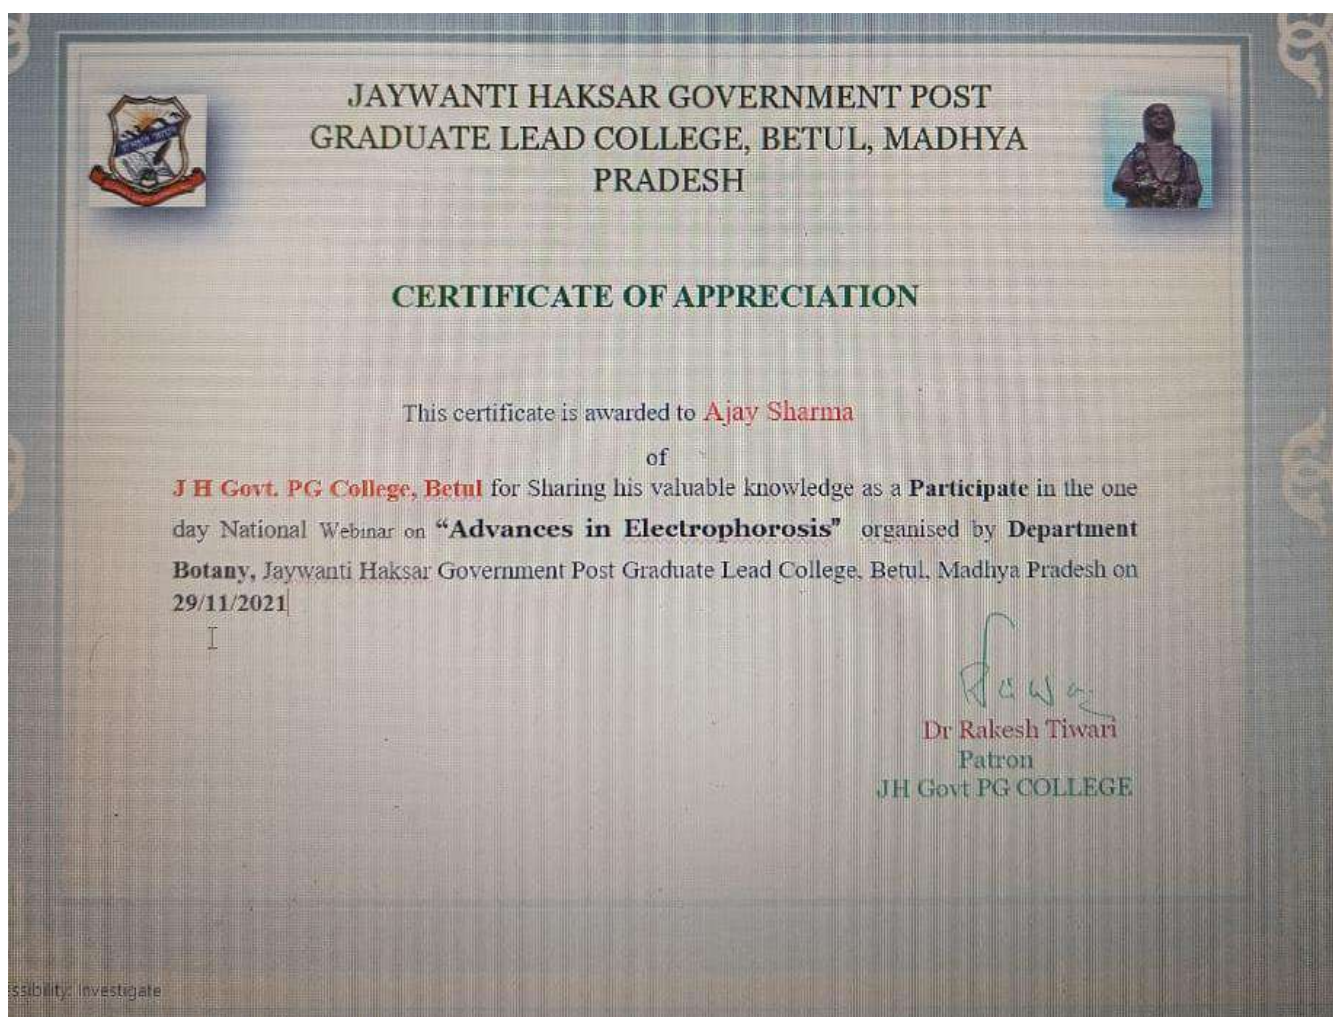 JAYWANTI HAKSAR GOVERNMENT POST
GRADUATE LEAD COLLEGE, BETUL, MADHYA
PRADESH
CERTIFICATE OF APPRECIATION
This certificate is awarded to Ajay Sharma
of
J H Govt. PG College, Betul for Sharing his valuable knowledge as a Participate in the one
day National Webinar on “Advances in Electrophorosis” organised by Department
Botany, Jaywanti Haksar Government Post Graduate Lead College, Betul, Madhya Pradesh on
29/11/2021
Dr Rakesh Tiwari
Patron
JH Govt PG COLLEGE
ssibility: Investigate